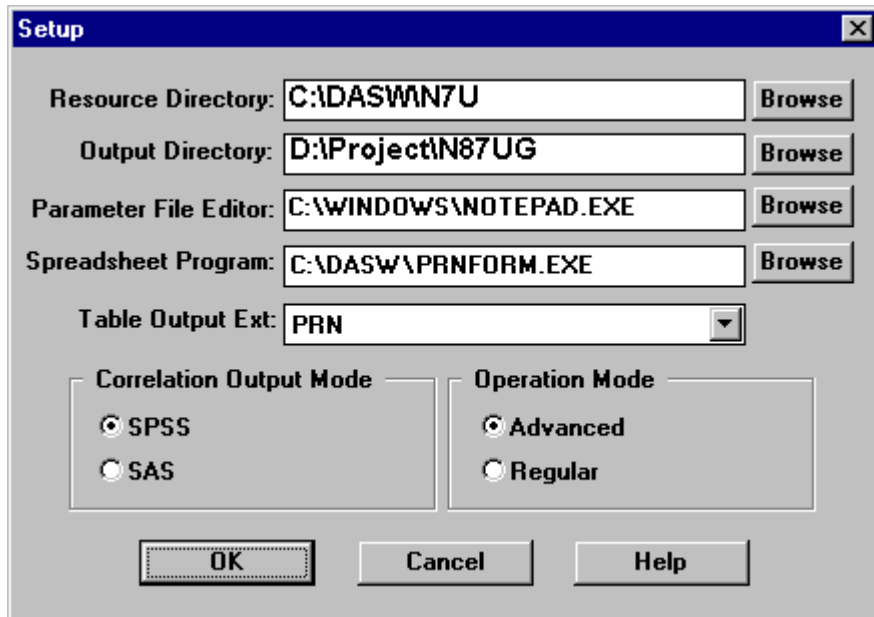 Setup
Resource Directory: C:\DASW\N7U Browse
Output Directory: D:\Project\N87UG Browse
Parameter File Editor: C:\WINDOWS\NOTEPAD.EXE Browse
Spreadsheet Program: C:\DASW\PRNFORM.EXE Browse
Table Output Ext: PRN
Correlation Output Mode
SPSS
SAS
Operation Mode
Advanced
Regular
OK Cancel Help